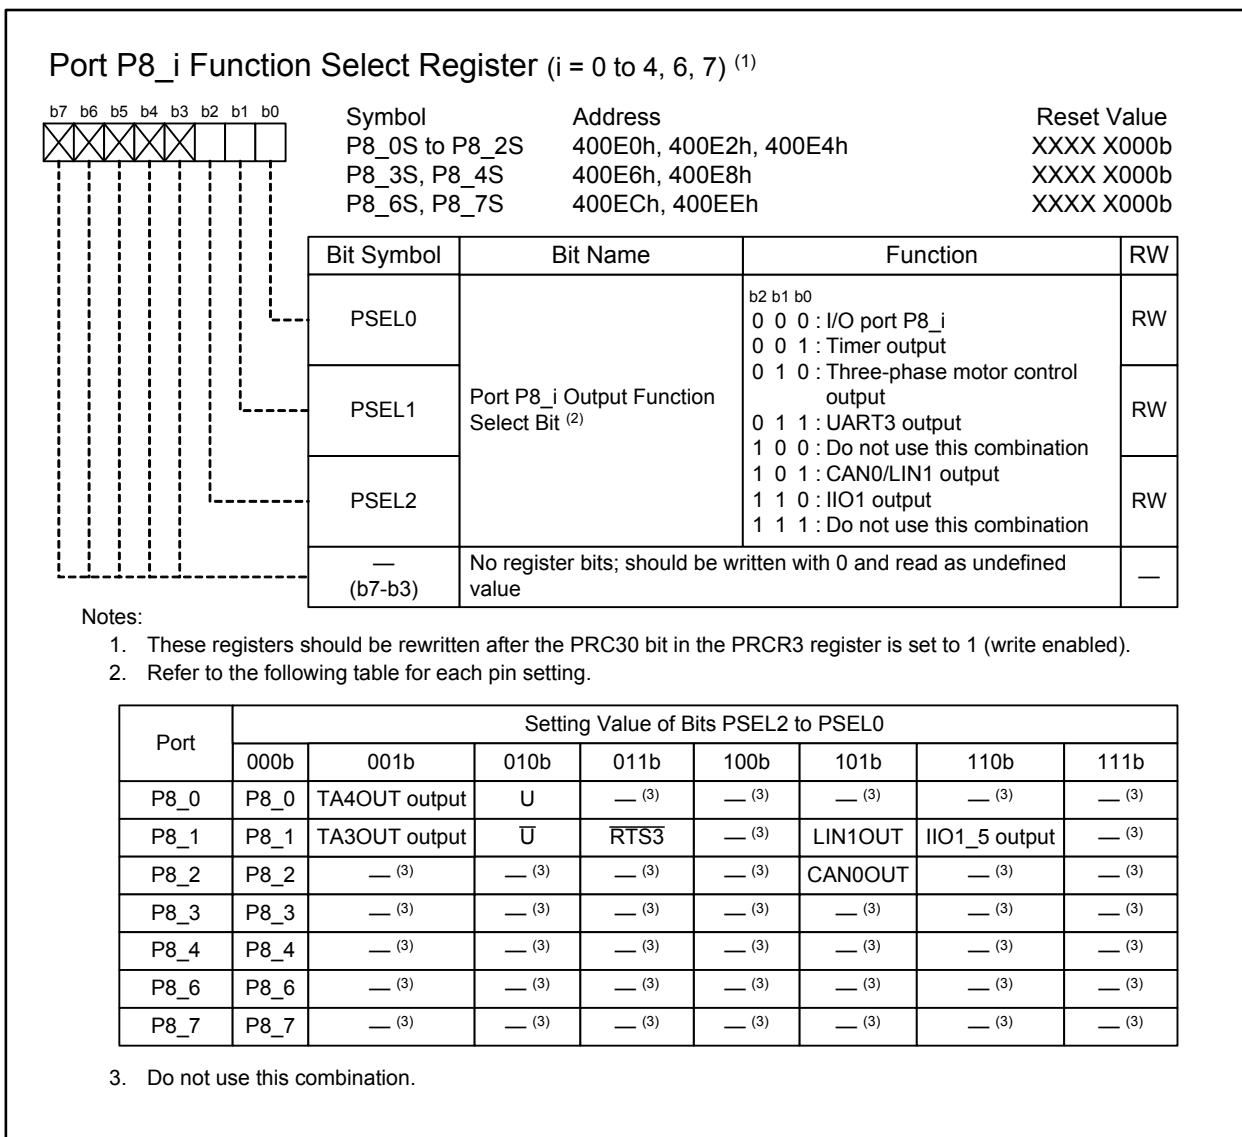 Port P8_i Function Select Register (i = 0 to 4, 6, 7) (1)
b7 b6 b5 b4 b3 b2 b1 b0
Symbol Address Reset Value
P8_0S to P8_2S 400E0h, 400E2h, 400E4h XXXX X000b
P8_3S, P8_4S 400E6h, 400E8h XXXX X000b
P8_6S, P8_7S 400ECh, 400EEh XXXX X000b
Bit Symbol Bit Name Function RW
PSEL0 RW
PSEL1 RW
PSEL2 RW
Port P8_i Output Function
Select Bit (2)
b2 b1 b0
0 0 0 : I/O port P8_i
0 0 1 : Timer output
0 1 0 : Three-phase motor control
output
0 1 1 : UART3 output
1 0 0 : Do not use this combination
1 0 1 : CAN0/LIN1 output
1 1 0 : IIO1 output
1 1 1 : Do not use this combination
—
(b7-b3)
No register bits; should be written with 0 and read as undefined
value
—
Notes:
1. These registers should be rewritten after the PRC30 bit in the PRCR3 register is set to 1 (write enabled).
2. Refer to the following table for each pin setting.
Port Setting Value of Bits PSEL2 to PSEL0
000b 001b 010b 011b 100b 101b 110b 111b
P8_0 P8_0 TA4OUT output U — (3) — (3) — (3) — (3) — (3)
P8_1 P8_1 TA3OUT output U̅ R̅T̅S̅3̅ — (3) LIN1OUT IIO1_5 output — (3)
P8_2 P8_2 — (3) — (3) — (3) — (3) CAN0OUT — (3) — (3)
P8_3 P8_3 — (3) — (3) — (3) — (3) — (3) — (3) — (3)
P8_4 P8_4 — (3) — (3) — (3) — (3) — (3) — (3) — (3)
P8_6 P8_6 — (3) — (3) — (3) — (3) — (3) — (3) — (3)
P8_7 P8_7 — (3) — (3) — (3) — (3) — (3) — (3) — (3)
3. Do not use this combination.